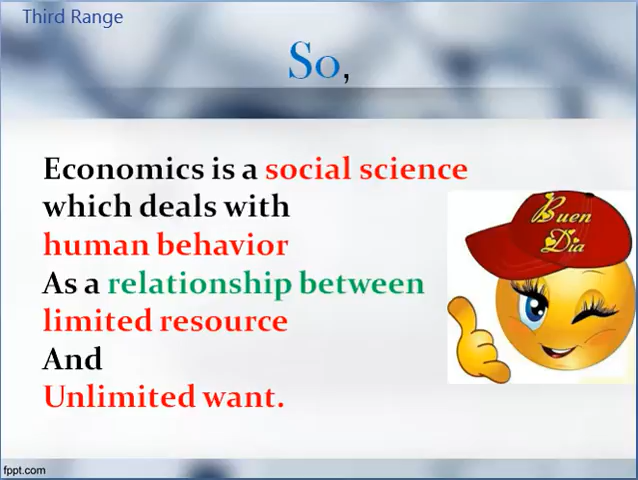 Third Range
So,
Economics is a social science
which deals with
human behavior
As a relationship between
limited resource
And
Unlimited want.
Buen
Dia
fppt.com